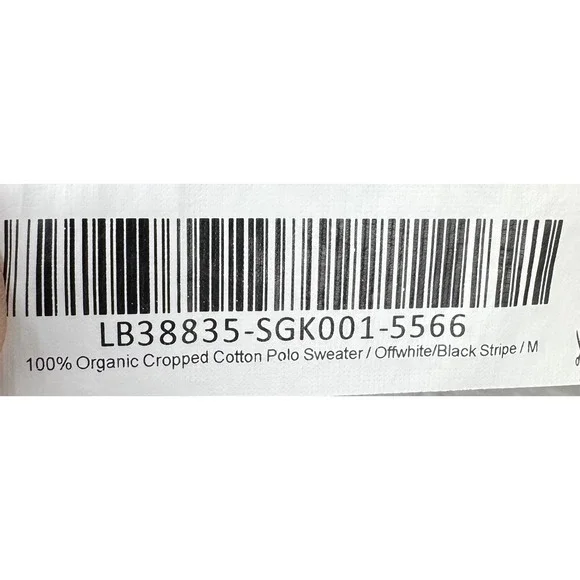 LB38835-SGK001-5566
100% Organic Cropped Cotton Polo Sweater / Offwhite/Black Stripe / M